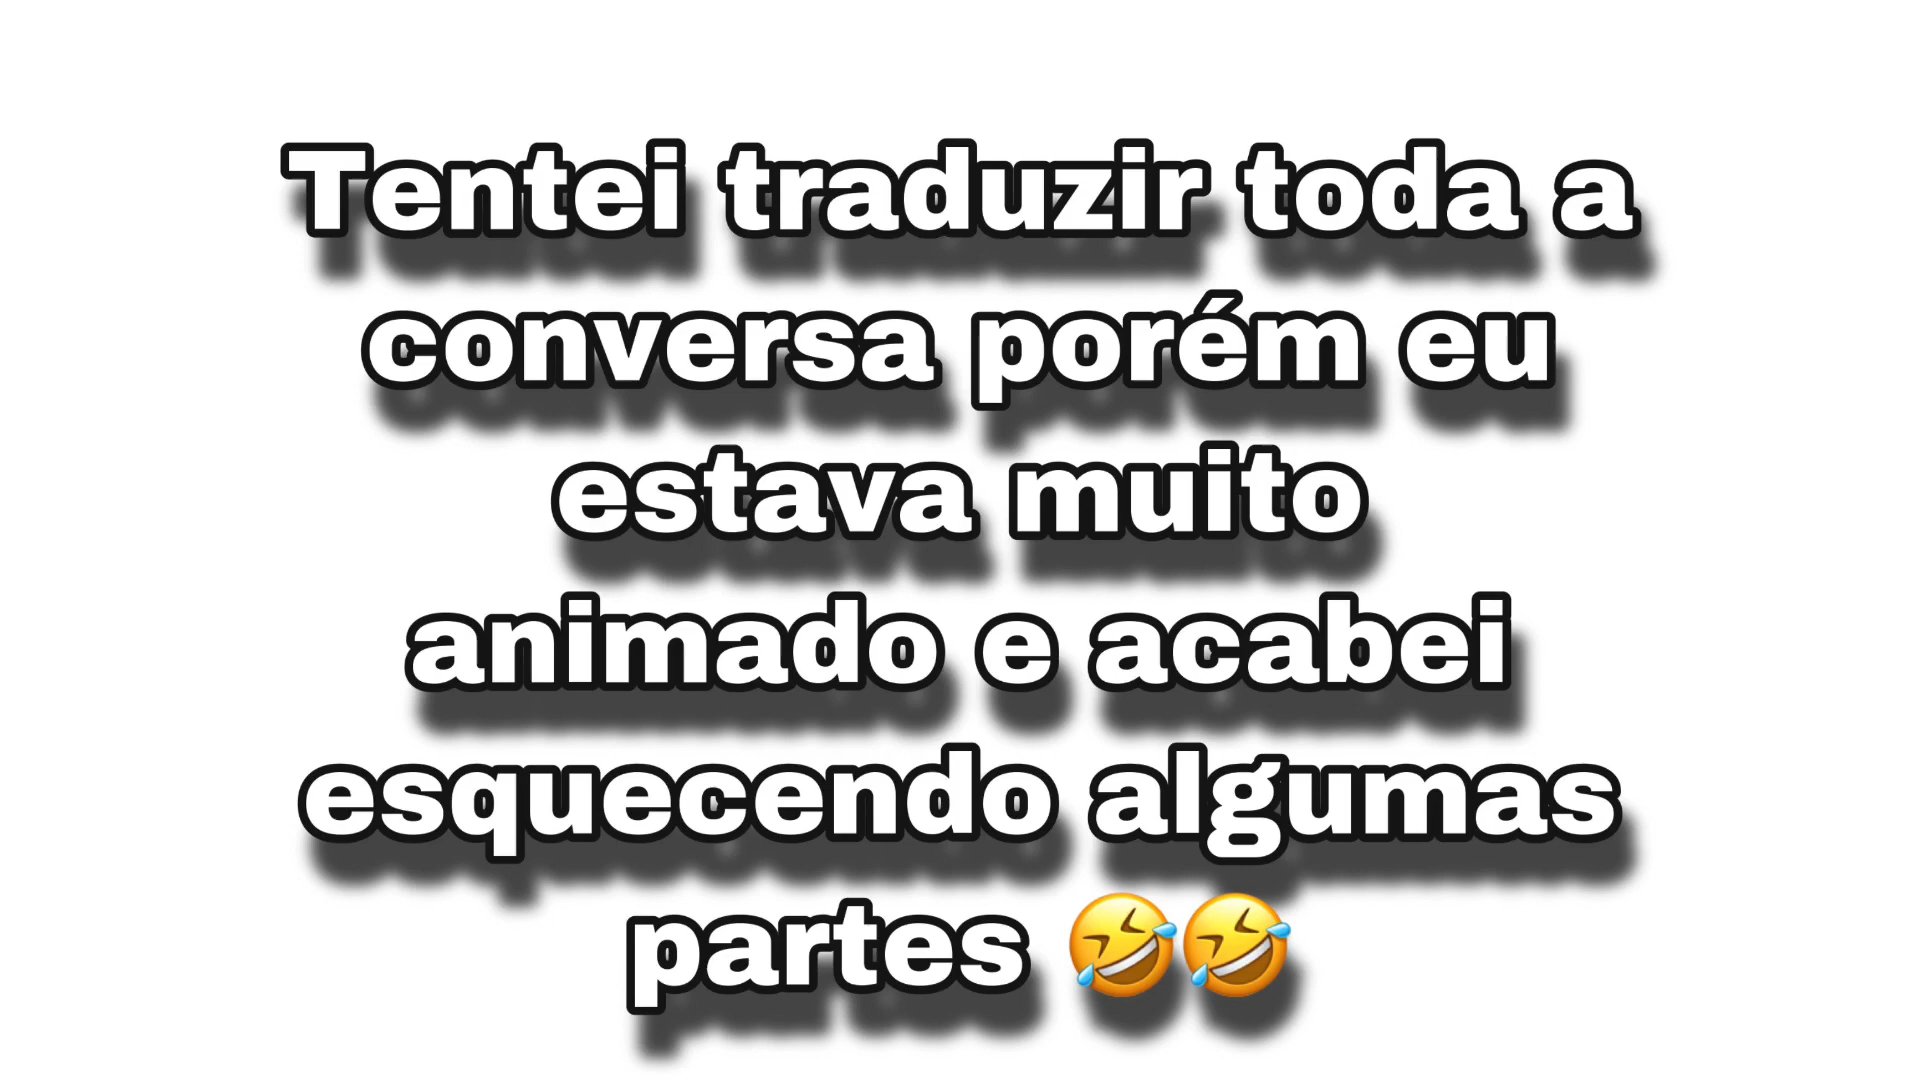 Tentei traduzir toda a
conversa porém eu
estava muito
animado e acabei
esquecendo algumas
partes 🤣🤣